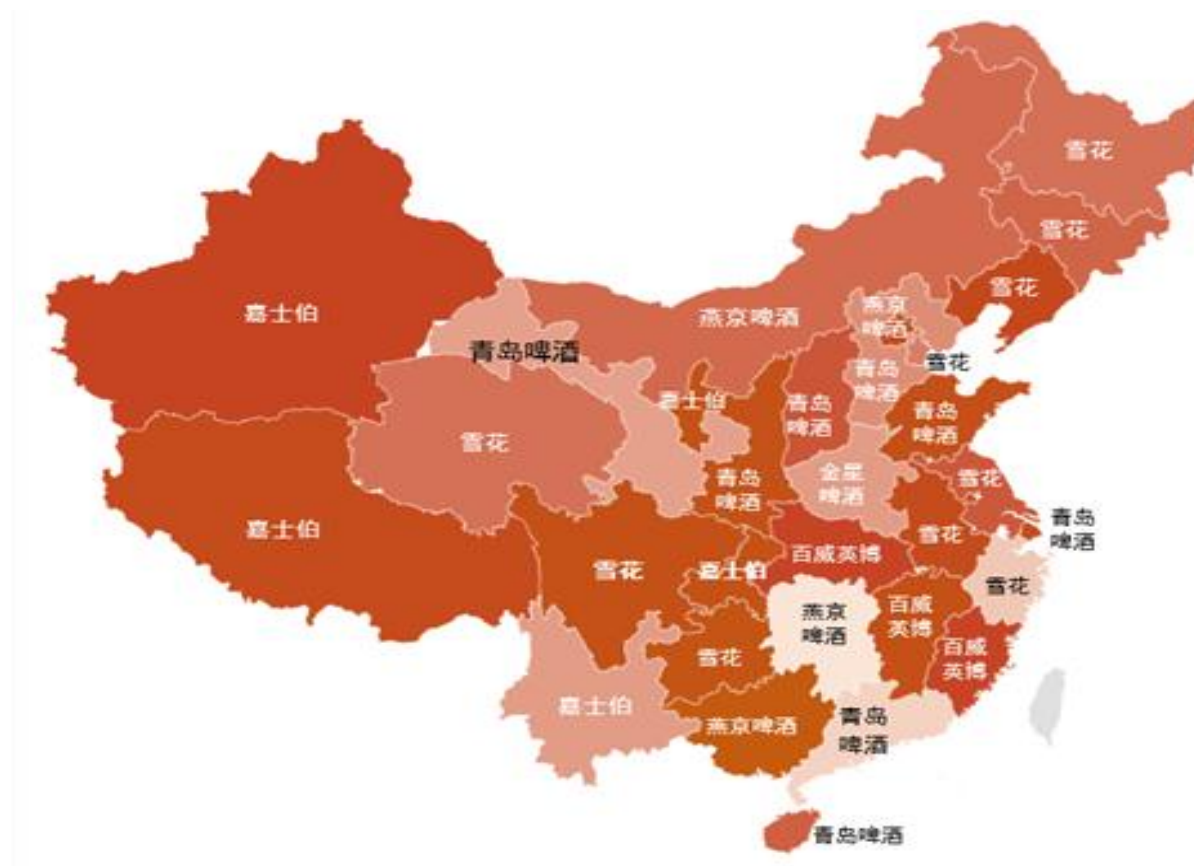 雪花
雪花
雪花
嘉士伯
燕京啤酒
燕京
啤酒
青岛啤酒
雪花
青岛
啤酒
嘉士伯
青岛
啤酒
青岛
啤酒
雪花
金星
啤酒
青岛
啤酒
雪花
青岛
啤酒
嘉士伯
雪花
百威英博
雪花
嘉士伯
雪花
燕京
啤酒
百威
英博
百威
英博
雪花
嘉士伯
燕京啤酒
青岛
啤酒
青岛啤酒